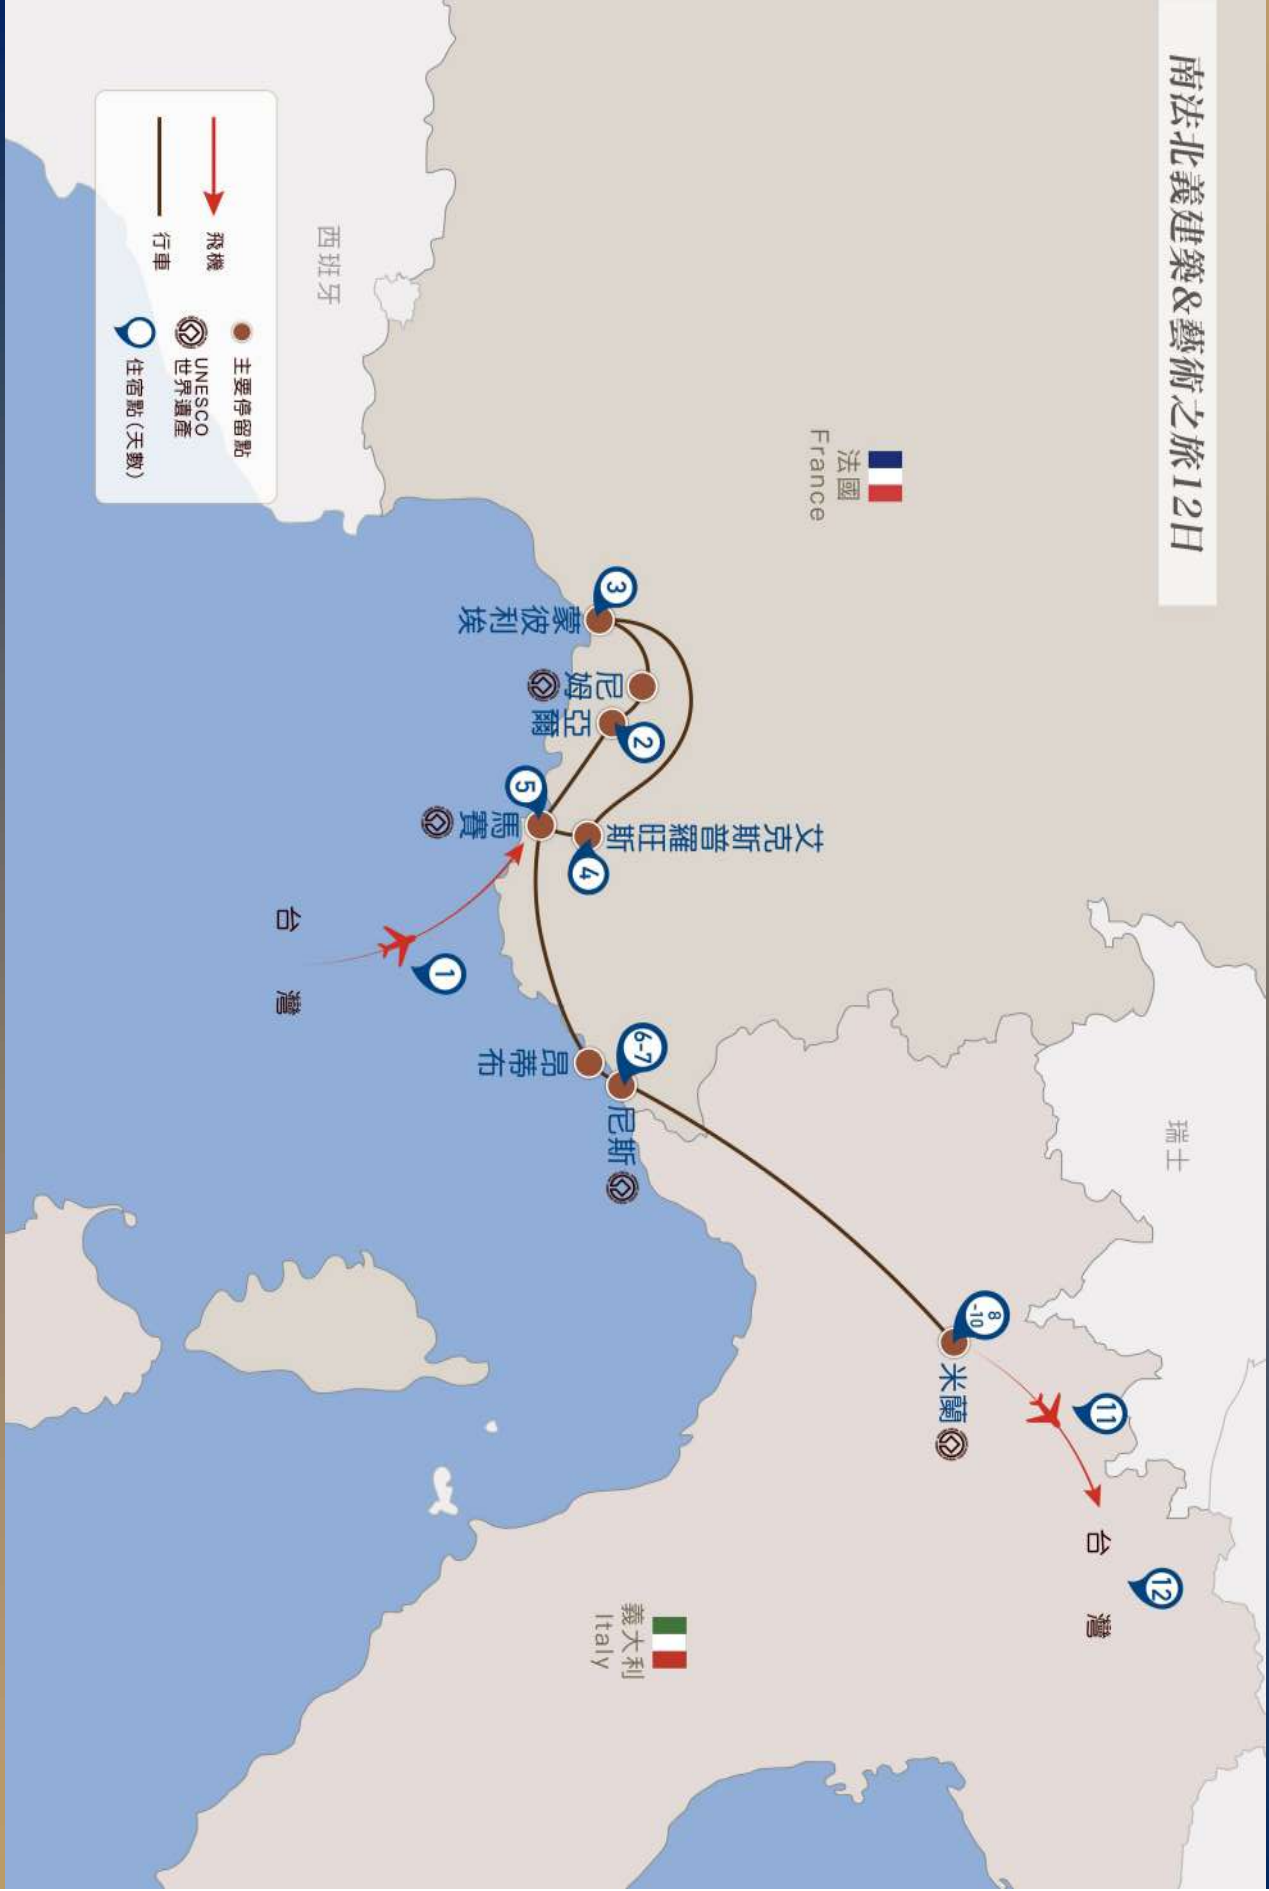 南法北義建築&藝術之旅12日
法國
France
瑞士
西班牙
飛機
行車
主要停留點
UNESCO
世界遺產
住宿點(天數)
3
蒙彼利埃
尼姆
2
亞爾
5
馬賽
艾克斯普羅旺斯
4
1
台灣
昂蒂布
6-7
尼斯
8
-10
米蘭
11
台灣
12
義大利
Italy